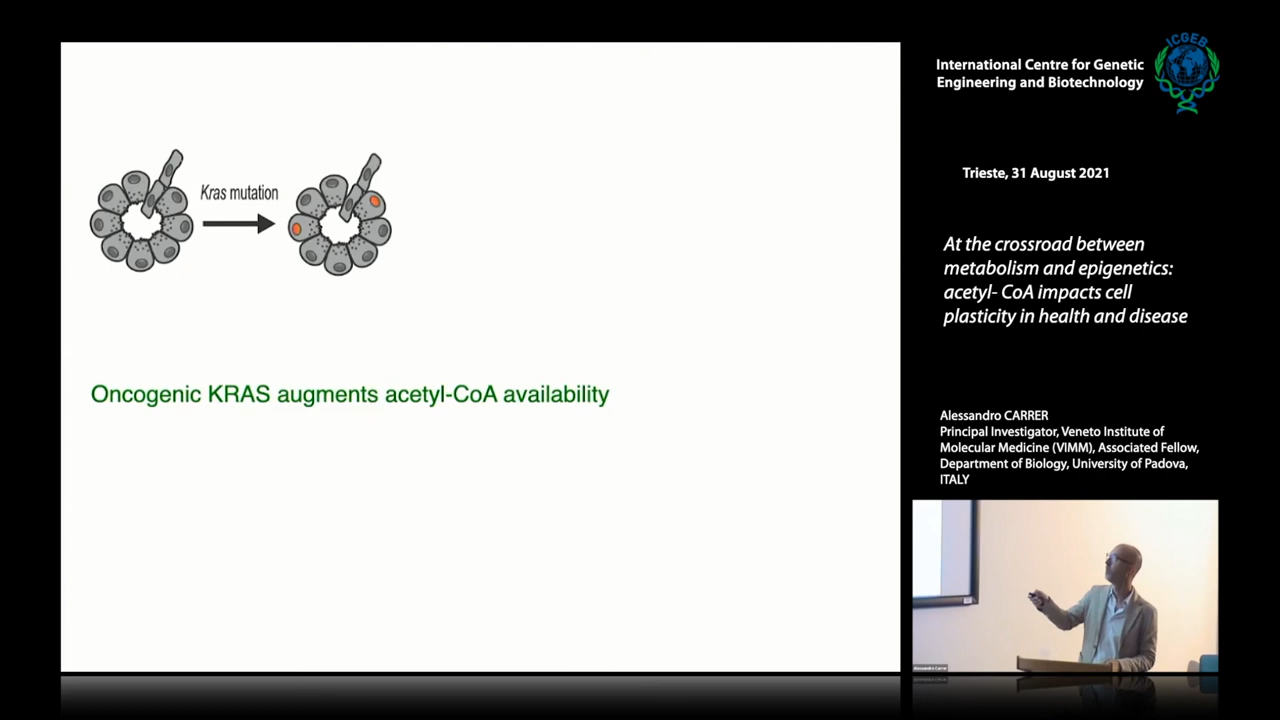 Kras mutation
Oncogenic KRAS augments acetyl-CoA availability
International Centre for Genetic
Engineering and Biotechnology
ICGEB
Trieste, 31 August 2021
At the crossroad between
metabolism and epigenetics:
acetyl- CoA impacts cell
plasticity in health and disease
Alessandro CARRER
Principal Investigator, Veneto Institute of
Molecular Medicine (VIMM), Associated Fellow,
Department of Biology, University of Padova,
ITALY
Alessandro Carrer